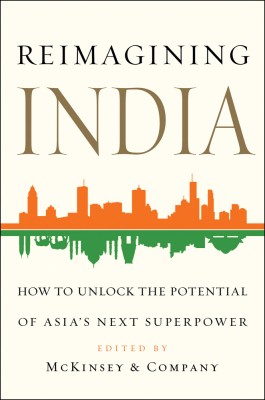 REIMAGINING
INDIA
HOW TO UNLOCK THE POTENTIAL
OF ASIA'S NEXT SUPERPOWER
EDITED BY
MCKINSEY & COMPANY